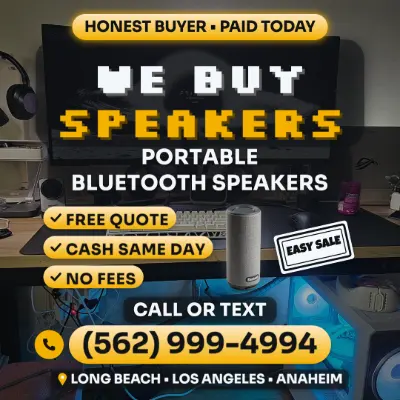 HONEST BUYER • PAID TODAY
WE BUY
SPEAKERS
PORTABLE
BLUETOOTH SPEAKERS
FREE QUOTE
CASH SAME DAY
NO FEES
EASY SALE
CALL OR TEXT
(562) 999-4994
LONG BEACH • LOS ANGELES • ANAHEIM